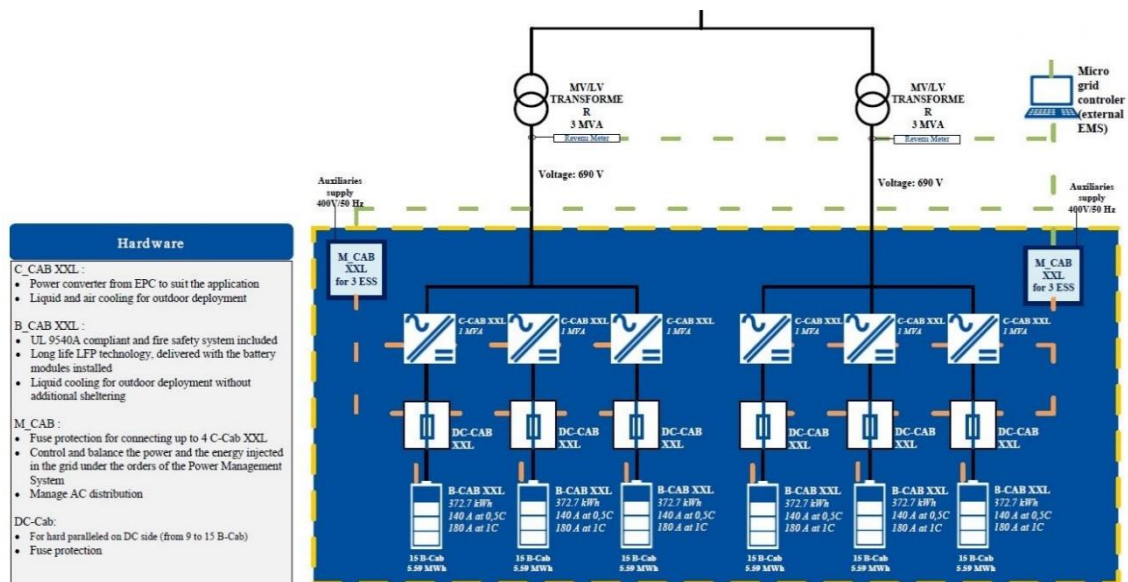 MV/LV
TRANSFORME
R
3 MVA
Revenu Meter
Voltage: 690 V
MV/LV
TRANSFORME
R
3 MVA
Revenu Meter
Voltage: 690 V
Micro
grid
controler
(external
EMS)
Auxiliaries
supply
400V/50 Hz
Auxiliaries
supply
400V/50 Hz
Hardware
C_CAB XXL :
• Power converter from EPC to suit the application
• Liquid and air cooling for outdoor deployment
B_CAB XXL :
• UL 9540A compliant and fire safety system included
• Long life LFP technology, delivered with the battery
modules installed
• Liquid cooling for outdoor deployment without
additional sheltering
M_CAB :
• Fuse protection for connecting up to 4 C-Cab XXL
• Control and balance the power and the energy injected
in the grid under the orders of the Power Management
System
• Manage AC distribution
DC-Cab:
• For hard paralleled on DC side (from 9 to 15 B-Cab)
• Fuse protection
M_CAB
XXL
for 3 ESS
M_CAB
XXL
for 3 ESS
C-CAB XXL
1 MVA
C-CAB XXL
1 MVA
C-CAB XXL
1 MVA
C-CAB XXL
1 MVA
C-CAB XXL
1 MVA
C-CAB XXL
1 MVA
DC-CAB
XXL
DC-CAB
XXL
DC-CAB
XXL
DC-CAB
XXL
DC-CAB
XXL
DC-CAB
XXL
B-CAB XXL
372.7 kWh
140 A at 0,5C
180 A at 1C
15 B-Cab
5.59 MWh
B-CAB XXL
372.7 kWh
140 A at 0,5C
180 A at 1C
15 B-Cab
5.59 MWh
B-CAB XXL
372.7 kWh
140 A at 0,5C
180 A at 1C
15 B-Cab
5.59 MWh
B-CAB XXL
372.7 kWh
140 A at 0,5C
180 A at 1C
15 B-Cab
5.59 MWh
B-CAB XXL
372.7 kWh
140 A at 0,5C
180 A at 1C
15 B-Cab
5.59 MWh
B-CAB XXL
372.7 kWh
140 A at 0,5C
180 A at 1C
15 B-Cab
5.59 MWh